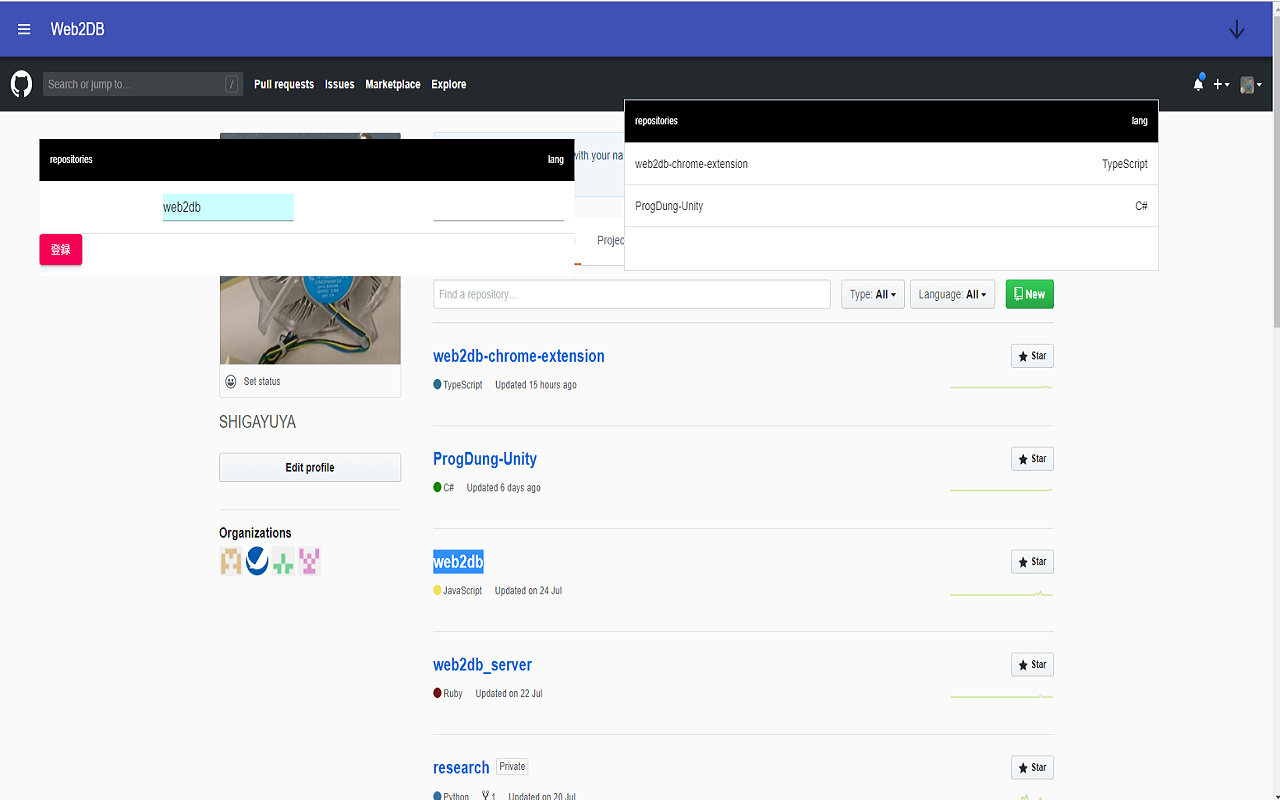 Web2DB
Search or jump to... /
Pull requests Issues Marketplace Explore
repositories lang
web2db
登録
with your na
Projec
repositories lang
web2db-chrome-extension TypeScript
ProgDung-Unity C#
Set status
SHIGAYUYA
Edit profile
Organizations
Find a repository...
Type: All
Language: All
New
web2db-chrome-extension Star
TypeScript Updated 15 hours ago
ProgDung-Unity Star
C# Updated 6 days ago
web2db Star
JavaScript Updated on 24 Jul
web2db_server Star
Ruby Updated on 22 Jul
research Private Star
Python 1 Updated on 20 Jul